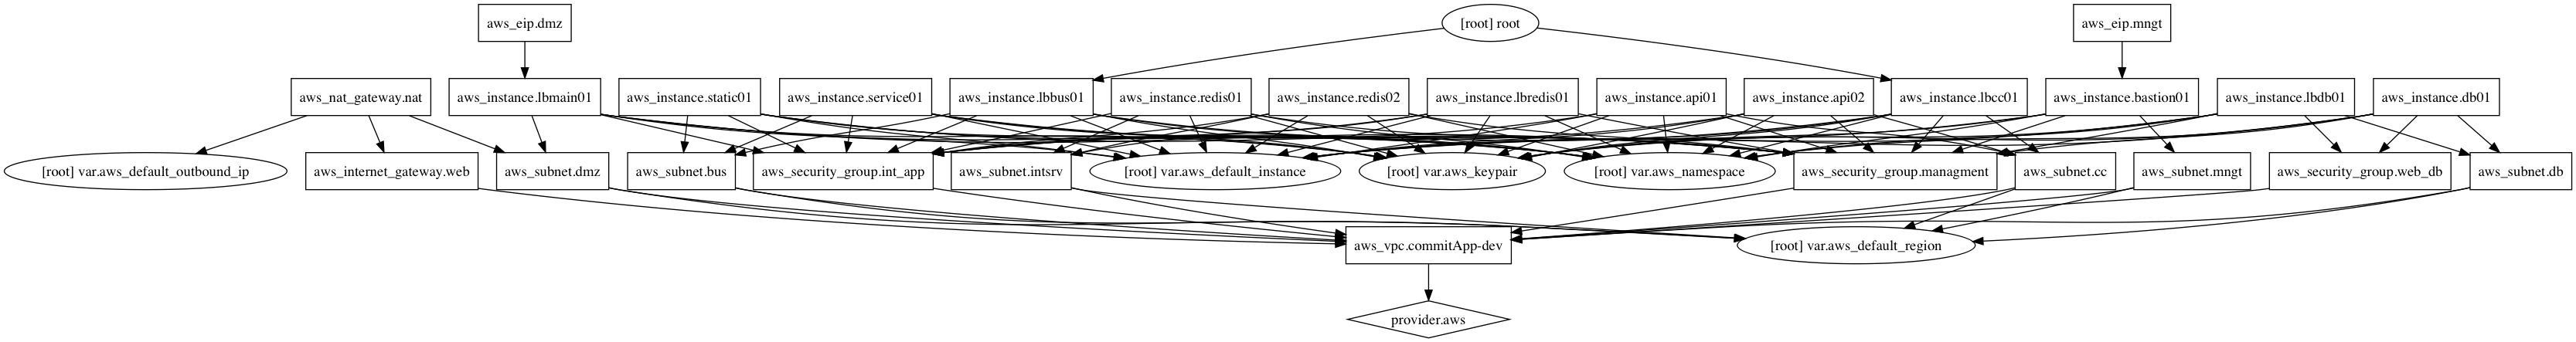 aws_eip.dmz
[root] root
aws_eip.mngt
aws_nat_gateway.nat
aws_instance.lbmain01
aws_instance.static01
aws_instance.service01
aws_instance.lbbus01
aws_instance.redis01
aws_instance.redis02
aws_instance.lbredis01
aws_instance.api01
aws_instance.api02
aws_instance.lbcc01
aws_instance.bastion01
aws_instance.lbdb01
aws_instance.db01
[root] var.aws_default_outbound_ip
aws_internet_gateway.web
aws_subnet.dmz
aws_subnet.bus
aws_security_group.int_app
aws_subnet.intsrv
[root] var.aws_default_instance
[root] var.aws_keypair
[root] var.aws_namespace
aws_security_group.managment
aws_subnet.cc
aws_subnet.mngt
aws_security_group.web_db
aws_subnet.db
aws_vpc.commitApp-dev
[root] var.aws_default_region
provider.aws